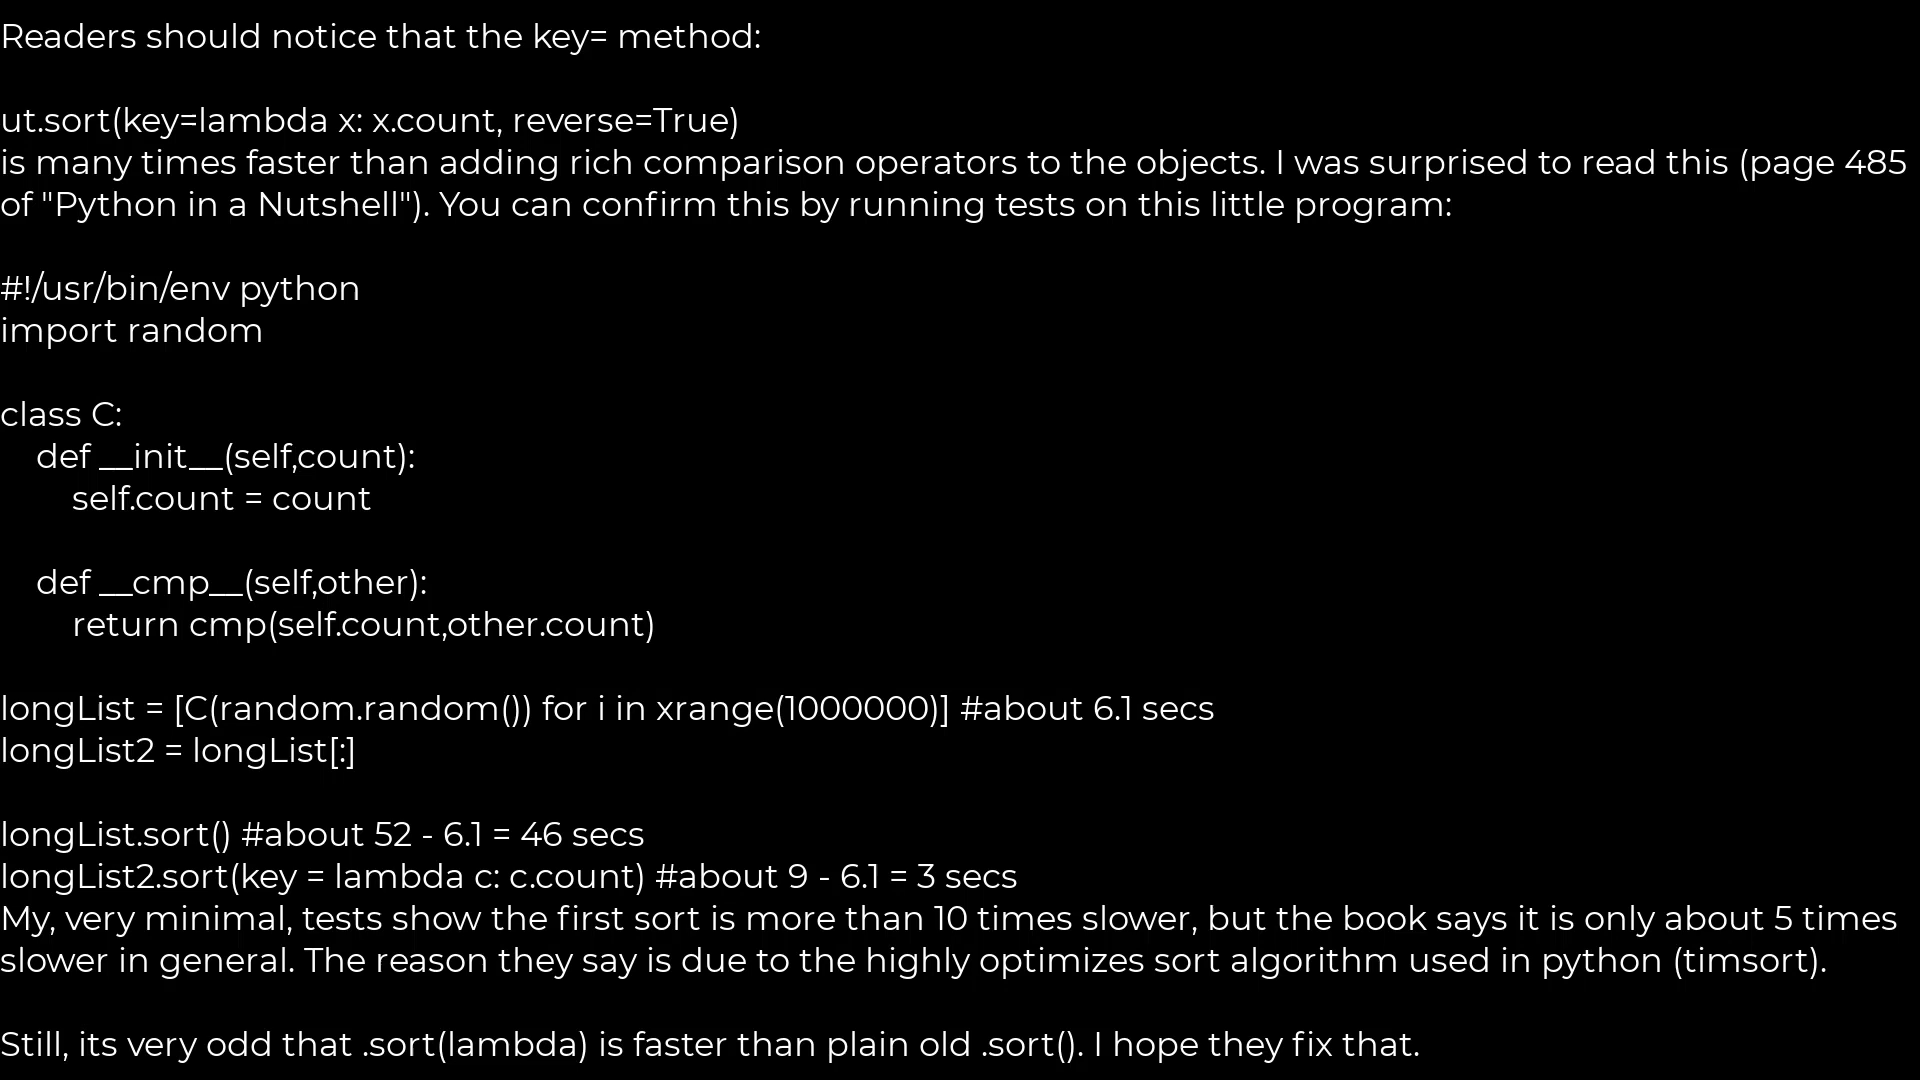 Readers should notice that the key= method:
ut.sort(key=lambda x: x.count, reverse=True)
is many times faster than adding rich comparison operators to the objects. I was surprised to read this (page 485
of "Python in a Nutshell"). You can confirm this by running tests on this little program:
#!/usr/bin/env python
import random
class C:
    def __init__(self,count):
        self.count = count
    def __cmp__(self,other):
        return cmp(self.count,other.count)
longList = [C(random.random()) for i in xrange(1000000)] #about 6.1 secs
longList2 = longList[:]
longList.sort() #about 52 - 6.1 = 46 secs
longList2.sort(key = lambda c: c.count) #about 9 - 6.1 = 3 secs
My, very minimal, tests show the first sort is more than 10 times slower, but the book says it is only about 5 times
slower in general. The reason they say is due to the highly optimizes sort algorithm used in python (timsort).
Still, its very odd that .sort(lambda) is faster than plain old .sort(). I hope they fix that.